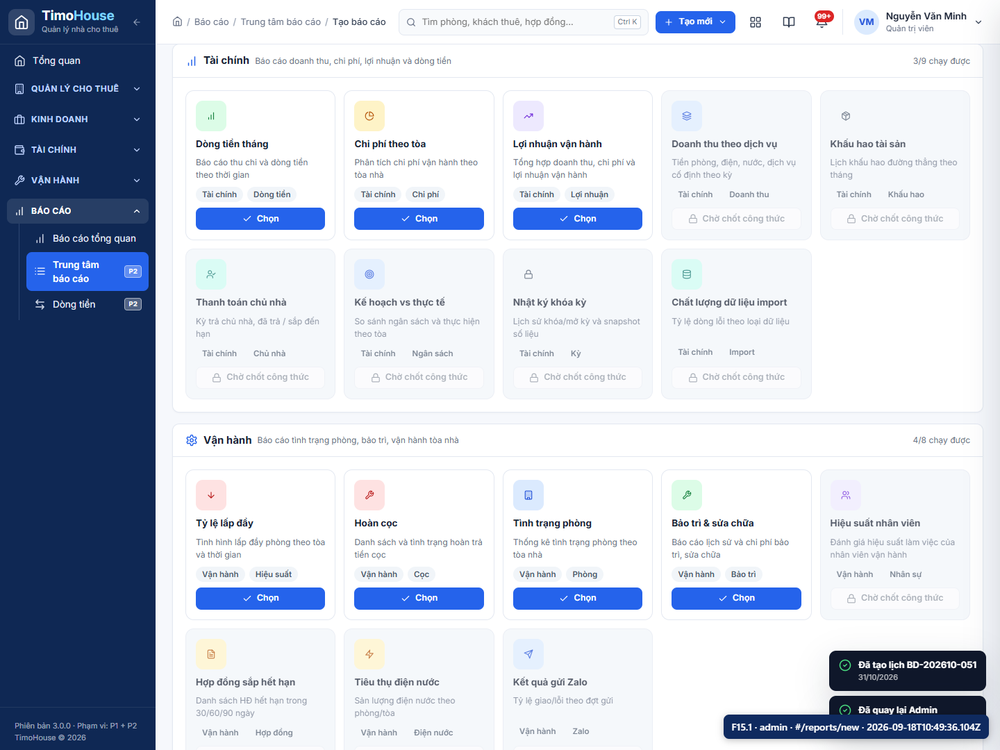 TimoHouse
Quản lý nhà cho thuê
Tổng quan
QUẢN LÝ CHO THUÊ
KINH DOANH
TÀI CHÍNH
VẬN HÀNH
BÁO CÁO
Báo cáo tổng quan
Trung tâm báo cáo P2
Dòng tiền P2
Phiên bản 3.0.0 · Phạm vi: P1 + P2
TimoHouse © 2026
/ Báo cáo / Trung tâm báo cáo / Tạo báo cáo
Tìm phòng, khách thuê, hợp đồng... Ctrl K
Tạo mới
99+
VM
Nguyễn Văn Minh
Quản trị viên
Tài chính Báo cáo doanh thu, chi phí, lợi nhuận và dòng tiền 3/9 chạy được
Dòng tiền tháng
Báo cáo thu chi và dòng tiền
theo thời gian
Tài chính Dòng tiền
Chọn
Chi phí theo tòa
Phân tích chi phí vận hành theo
tòa nhà
Tài chính Chi phí
Chọn
Lợi nhuận vận hành
Tổng hợp doanh thu, chi phí và
lợi nhuận vận hành
Tài chính Lợi nhuận
Chọn
Doanh thu theo dịch vụ
Tiền phòng, điện, nước, dịch vụ
cố định theo kỳ
Tài chính Doanh thu
Chờ chốt công thức
Khấu hao tài sản
Lịch khấu hao đường thẳng theo
tháng
Tài chính Khấu hao
Chờ chốt công thức
Thanh toán chủ nhà
Kỳ trả chủ nhà, đã trả / sắp đến
hạn
Tài chính Chủ nhà
Chờ chốt công thức
Kế hoạch vs thực tế
So sánh ngân sách và thực hiện
theo tòa
Tài chính Ngân sách
Chờ chốt công thức
Nhật ký khóa kỳ
Lịch sử khóa/mở kỳ và snapshot
số liệu
Tài chính Kỳ
Chờ chốt công thức
Chất lượng dữ liệu import
Tỷ lệ dòng lỗi theo loại dữ liệu
Tài chính Import
Chờ chốt công thức
Vận hành Báo cáo tình trạng phòng, bảo trì, vận hành tòa nhà 4/8 chạy được
Tỷ lệ lấp đầy
Tình hình lấp đầy phòng theo tòa
và thời gian
Vận hành Hiệu suất
Chọn
Hoàn cọc
Danh sách và tình trạng hoàn trả
tiền cọc
Vận hành Cọc
Chọn
Tình trạng phòng
Thống kê tình trạng phòng theo
tòa nhà
Vận hành Phòng
Chọn
Bảo trì & sửa chữa
Báo cáo lịch sử và chi phí bảo
trì, sửa chữa
Vận hành Bảo trì
Chọn
Hiệu suất nhân viên
Đánh giá hiệu suất làm việc của
nhân viên vận hành
Vận hành Nhân sự
Chờ chốt công thức
Hợp đồng sắp hết hạn
Danh sách HĐ hết hạn trong
30/60/90 ngày
Vận hành Hợp đồng
Tiêu thụ điện nước
Sản lượng điện nước theo
phòng/tòa
Vận hành Điện nước
Kết quả gửi Zalo
Tỷ lệ giao/lỗi theo đợt gửi
Vận hành Zalo
Đã tạo lịch BD-202610-051
31/10/2026
Đã quay lại Admin
F15.1 · admin · #/reports/new · 2026-09-18T10:49:36.104Z